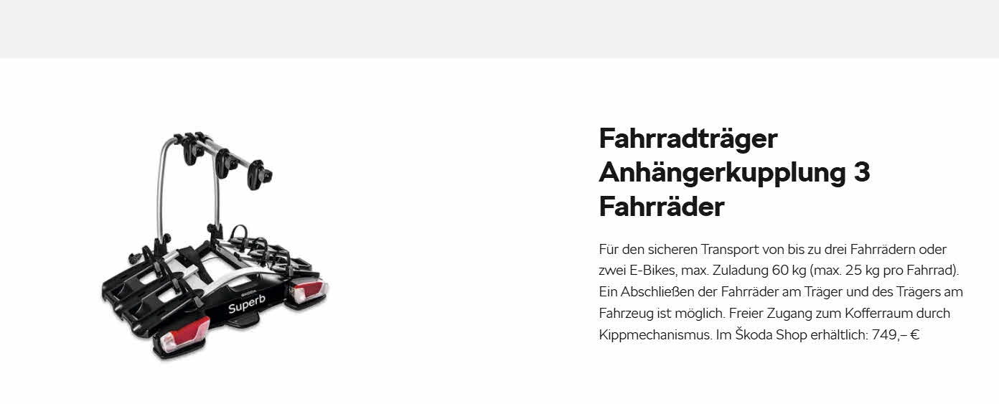 Fahrradträger
Anhängerkupplung 3
Fahrräder
Für den sicheren Transport von bis zu drei Fahrrädern oder
zwei E-Bikes, max. Zuladung 60 kg (max. 25 kg pro Fahrrad).
Ein Abschließen der Fahrräder am Träger und des Trägers am
Fahrzeug ist möglich. Freier Zugang zum Kofferraum durch
Kippmechanismus. Im Škoda Shop erhältlich: 749,– €
ŠKODA
Superb